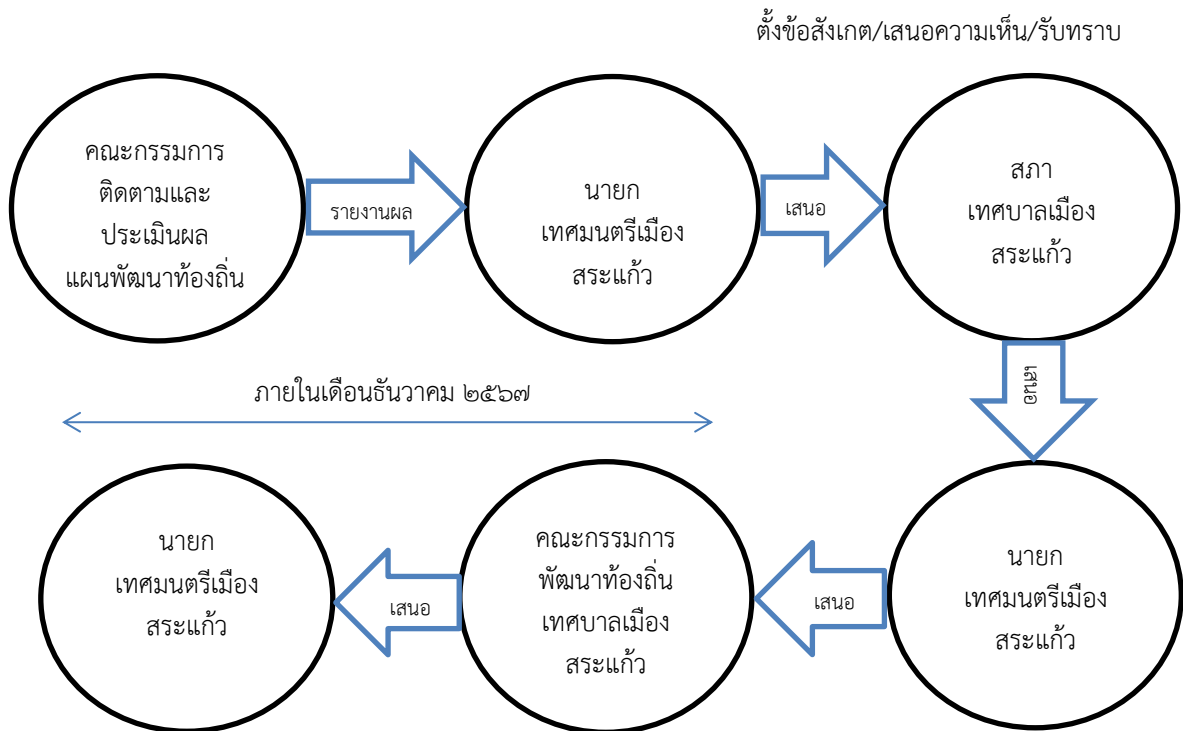 ตั้งข้อสังเกต/เสนอความเห็น/รับทราบ
คณะกรรมการ
ติดตามและ
ประเมินผล
แผนพัฒนาท้องถิ่น
รายงานผล
นายก
เทศมนตรีเมือง
สระแก้ว
เสนอ
สภา
เทศบาลเมือง
สระแก้ว
เสนอ
ภายในเดือนธันวาคม ๒๕๖๗
นายก
เทศมนตรีเมือง
สระแก้ว
เสนอ
คณะกรรมการ
พัฒนาท้องถิ่น
เทศบาลเมือง
สระแก้ว
เสนอ
นายก
เทศมนตรีเมือง
สระแก้ว